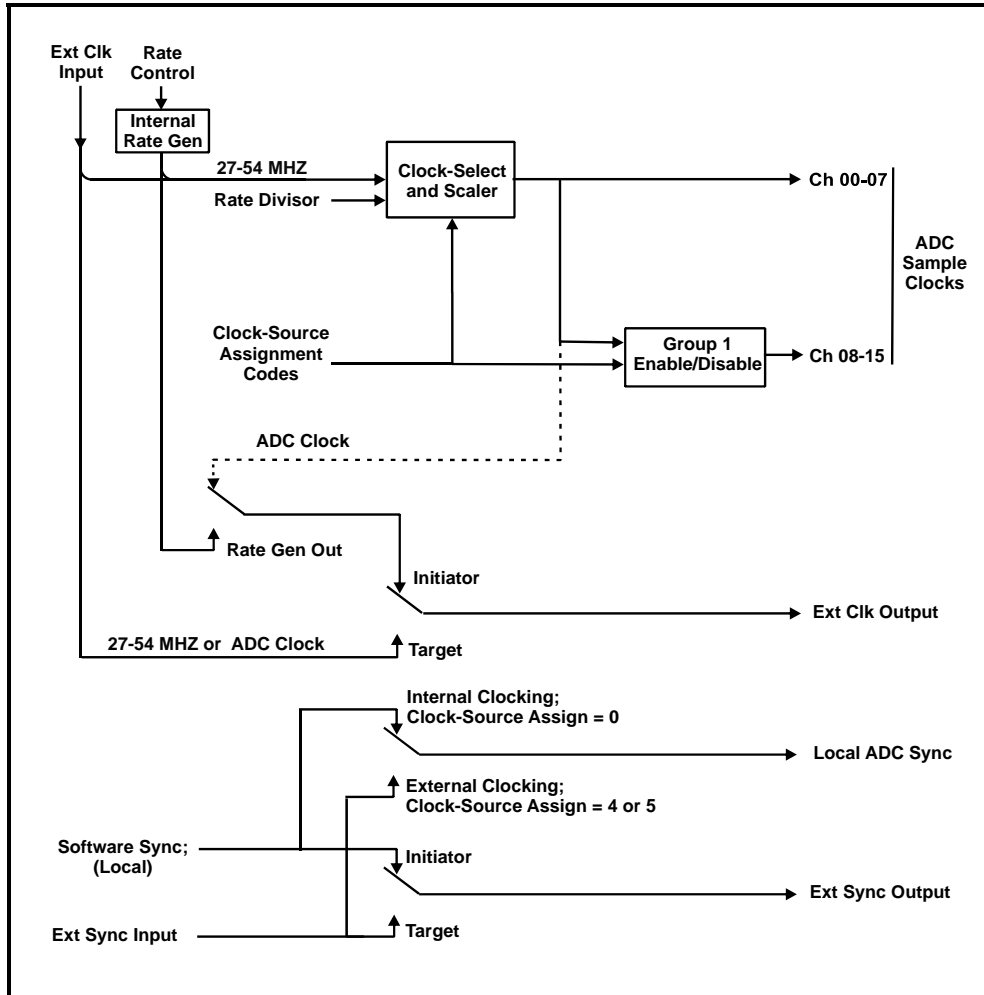 Ext Clk
Input
Rate
Control
Internal
Rate Gen
27-54 MHZ
Rate Divisor
Clock-Select
and Scaler
Ch 00-07
ADC
Sample
Clocks
Clock-Source
Assignment
Codes
Group 1
Enable/Disable
Ch 08-15
ADC Clock
Rate Gen Out
Initiator
Ext Clk Output
27-54 MHZ or  ADC Clock
Target
Internal Clocking;
Clock-Source Assign = 0
Local ADC Sync
External Clocking;
Clock-Source Assign = 4 or 5
Software Sync;
(Local)
Initiator
Ext Sync Output
Ext Sync Input
Target